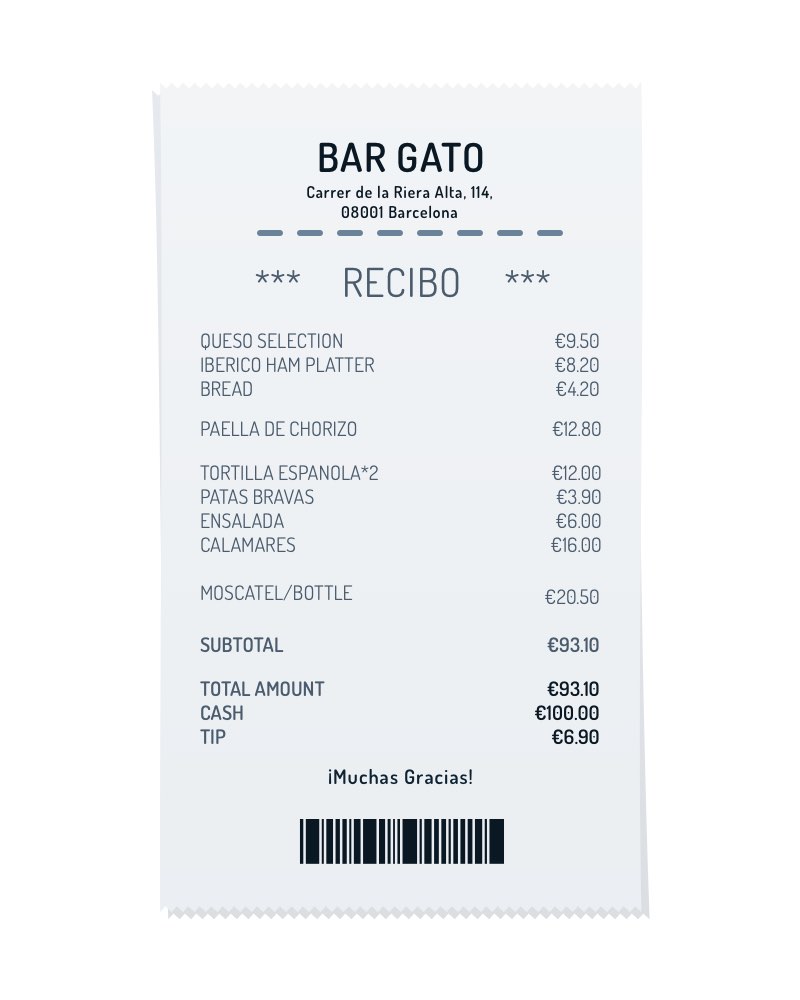 BAR GATO
Carrer de la Riera Alta, 114,
08001 Barcelona
*** RECIBO ***
QUESO SELECTION €9.50
IBERICO HAM PLATTER €8.20
BREAD €4.20
PAELLA DE CHORIZO €12.80
TORTILLA ESPANOLA*2 €12.00
PATAS BRAVAS €3.90
ENSALADA €6.00
CALAMARES €16.00
MOSCATEL/BOTTLE €20.50
SUBTOTAL €93.10
TOTAL AMOUNT €93.10
CASH €100.00
TIP €6.90
¡Muchas Gracias!